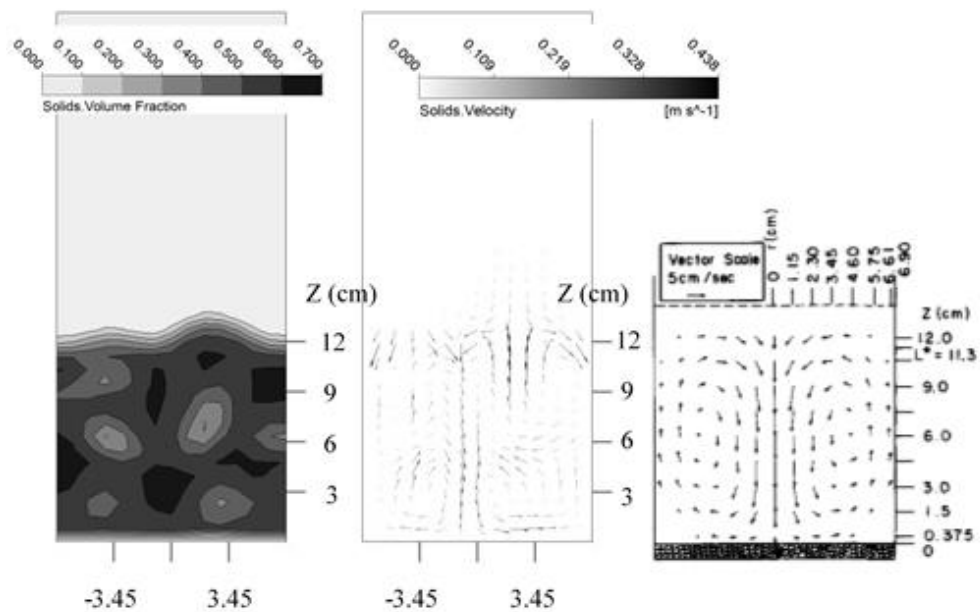 0.000 0.100 0.200 0.300 0.400 0.500 0.600 0.700
Solids.Volume Fraction
0.000 0.109 0.219 0.328 0.438
Solids.Velocity [m s^-1]
Z (cm)
12
9
6
3
-3.45 3.45
Z (cm)
12
9
6
3
-3.45 3.45
Vector Scale
5cm/sec
r (cm)
0 1.15 2.30 3.45 4.60 5.75 6.61 6.90
Z (cm)
12.0
L* = 11.3
9.0
6.0
3.0
1.5
0.375
0